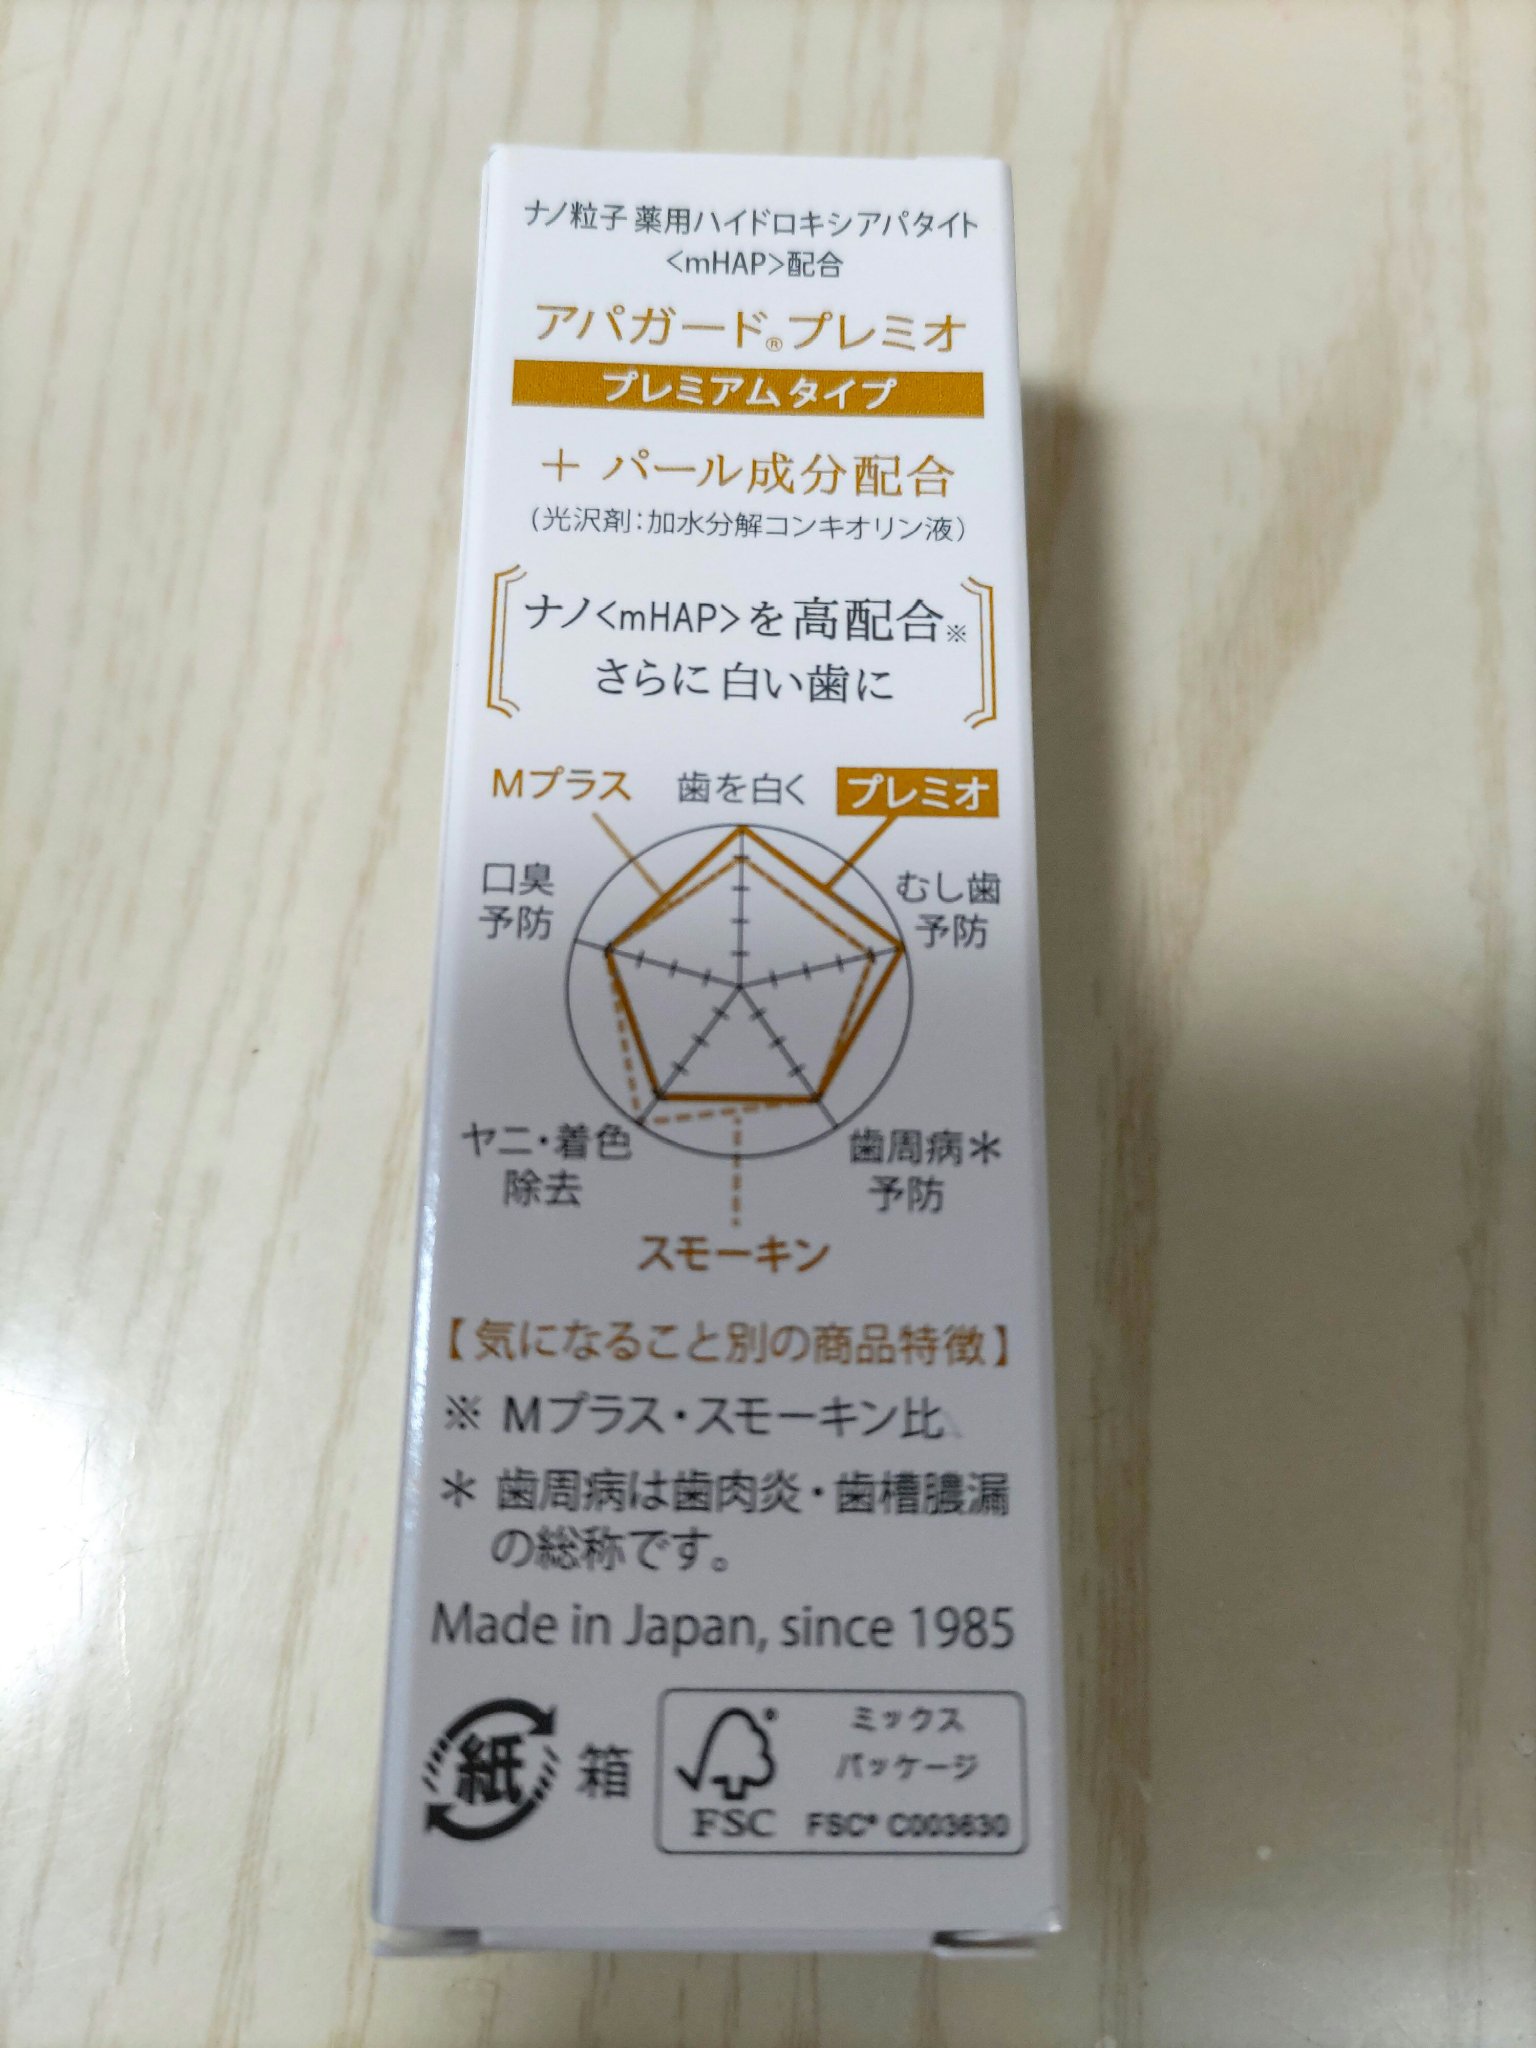 ナノ粒子 薬用ハイドロキシアパタイト
<mHAP>配合
アパガード®プレミオ
プレミアムタイプ
＋ パール成分配合
(光沢剤：加水分解コンキオリン液)
ナノ<mHAP>を高配合※
さらに白い歯に
Mプラス 歯を白く プレミオ
口臭
予防
むし歯
予防
ヤニ・着色
除去
歯周病＊
予防
スモーキン
【気になること別の商品特徴】
※ Mプラス・スモーキン比
＊ 歯周病は歯肉炎・歯槽膿漏
の総称です。
Made in Japan, since 1985
紙 箱
FSC
ミックス
パッケージ
FSC® C003630